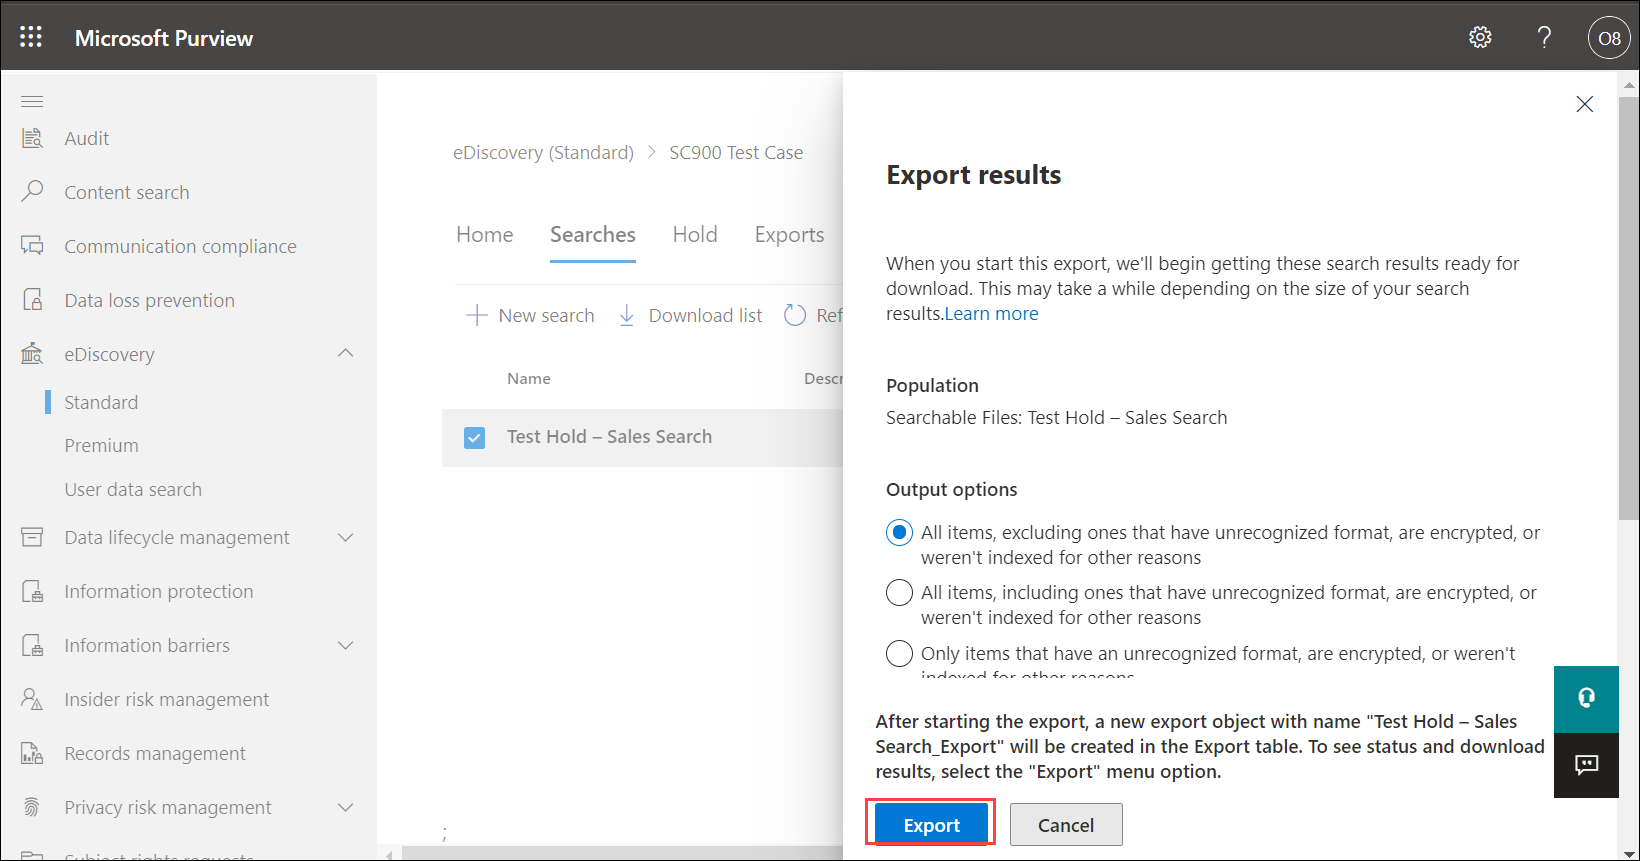 Microsoft Purview
O8
Audit
Content search
Communication compliance
Data loss prevention
eDiscovery
Standard
Premium
User data search
Data lifecycle management
Information protection
Information barriers
Insider risk management
Records management
Privacy risk management
Subject rights requests
eDiscovery (Standard) > SC900 Test Case
Home Searches Hold Exports
New search Download list Ref
Name Descr
Test Hold – Sales Search
;
Export results
When you start this export, we'll begin getting these search results ready for
download. This may take a while depending on the size of your search
results.Learn more
Population
Searchable Files: Test Hold – Sales Search
Output options
All items, excluding ones that have unrecognized format, are encrypted, or
weren't indexed for other reasons
All items, including ones that have unrecognized format, are encrypted, or
weren't indexed for other reasons
Only items that have an unrecognized format, are encrypted, or weren't
indexed for other reasons
After starting the export, a new export object with name "Test Hold – Sales
Search_Export" will be created in the Export table. To see status and download
results, select the "Export" menu option.
Export Cancel